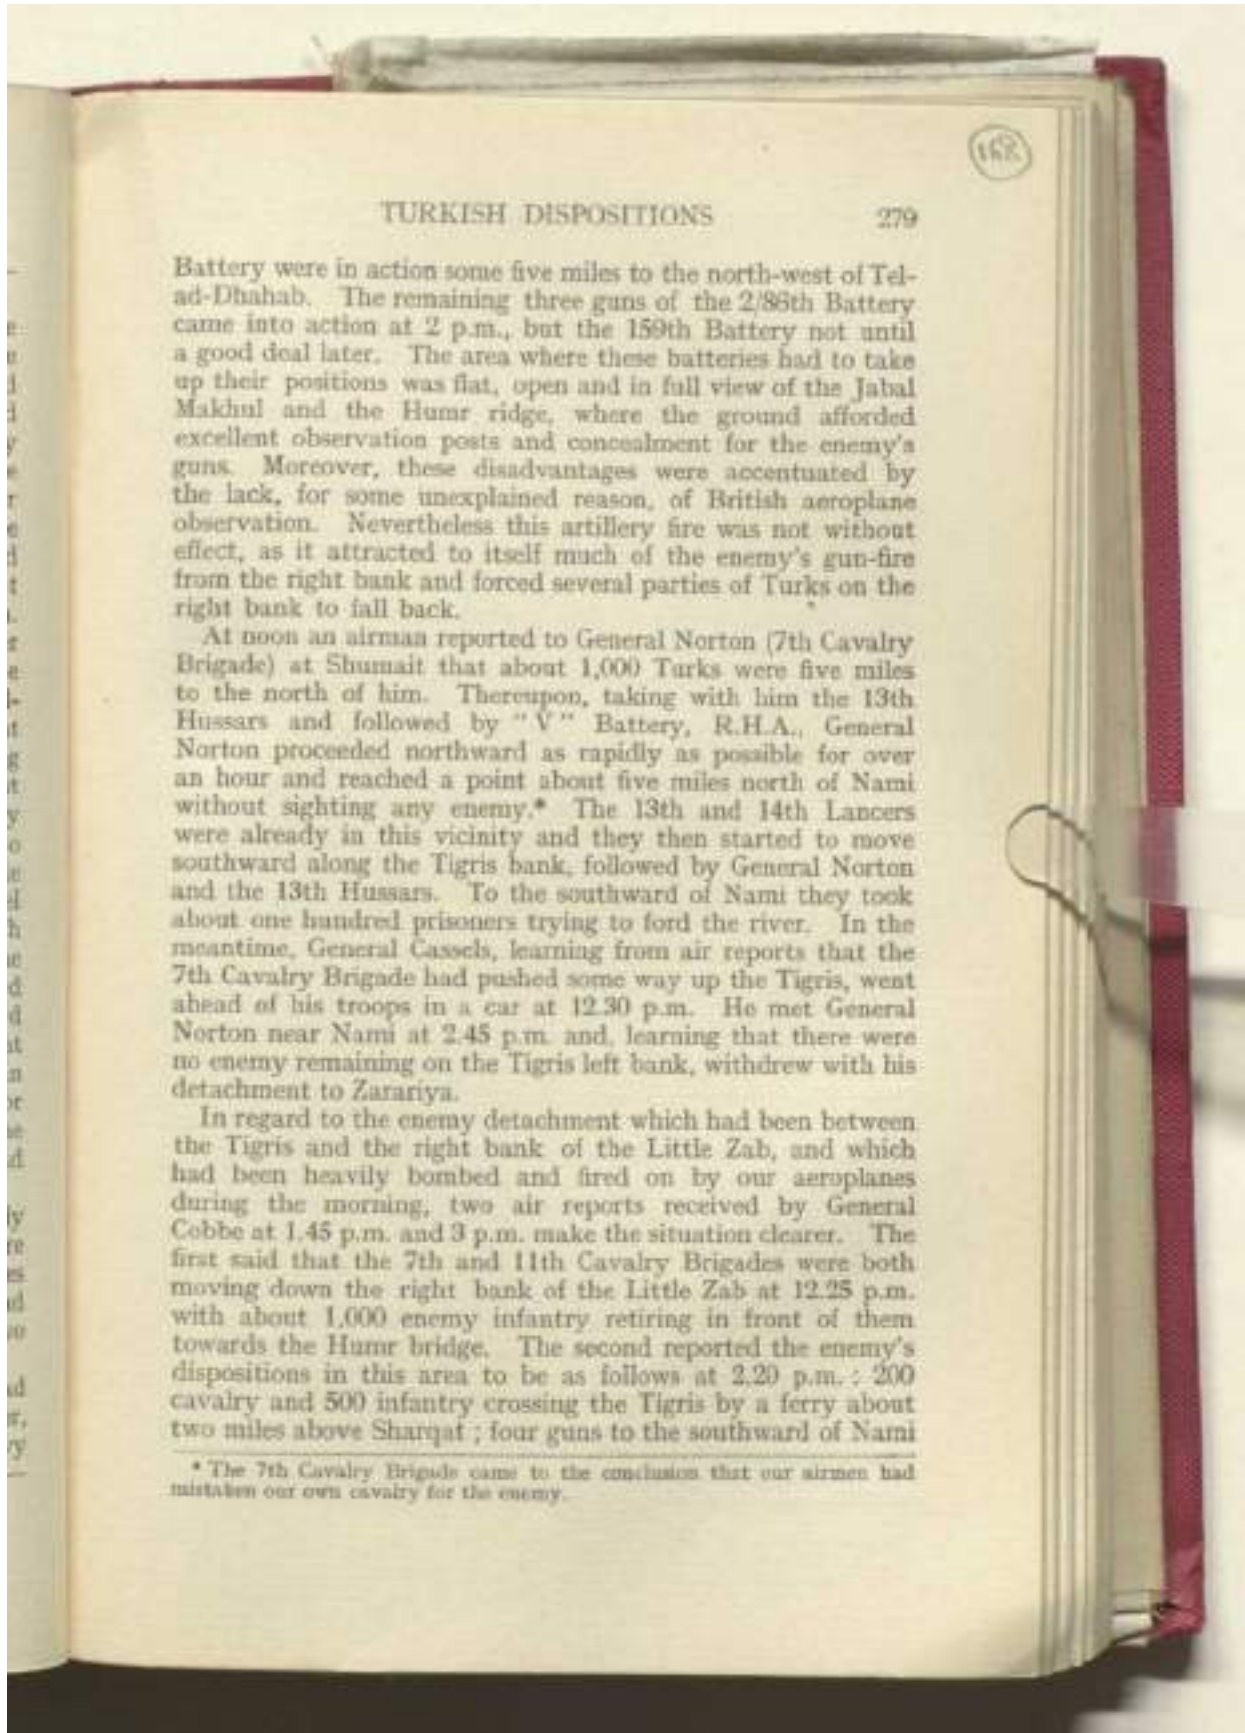 168
TURKISH DISPOSITIONS 279
Battery were in action some five miles to the north-west of Tel-
ad-Dhahab. The remaining three guns of the 2/86th Battery
came into action at 2 p.m., but the 159th Battery not until
a good deal later. The area where these batteries had to take
up their positions was flat, open and in full view of the Jabal
Makhul and the Humr ridge, where the ground afforded
excellent observation posts and concealment for the enemy's
guns. Moreover, these disadvantages were accentuated by
the lack, for some unexplained reason, of British aeroplane
observation. Nevertheless this artillery fire was not without
effect, as it attracted to itself much of the enemy's gun-fire
from the right bank and forced several parties of Turks on the
right bank to fall back.
At noon an airman reported to General Norton (7th Cavalry
Brigade) at Shumait that about 1,000 Turks were five miles
to the north of him. Thereupon, taking with him the 13th
Hussars and followed by "V" Battery, R.H.A., General
Norton proceeded northward as rapidly as possible for over
an hour and reached a point about five miles north of Nami
without sighting any enemy.* The 13th and 14th Lancers
were already in this vicinity and they then started to move
southward along the Tigris bank, followed by General Norton
and the 13th Hussars. To the southward of Nami they took
about one hundred prisoners trying to ford the river. In the
meantime, General Cassels, learning from air reports that the
7th Cavalry Brigade had pushed some way up the Tigris, went
ahead of his troops in a car at 12.30 p.m. He met General
Norton near Nami at 2.45 p.m. and, learning that there were
no enemy remaining on the Tigris left bank, withdrew with his
detachment to Zarariya.
In regard to the enemy detachment which had been between
the Tigris and the right bank of the Little Zab, and which
had been heavily bombed and fired on by our aeroplanes
during the morning, two air reports received by General
Cobbe at 1.45 p.m. and 3 p.m. make the situation clearer. The
first said that the 7th and 11th Cavalry Brigades were both
moving down the right bank of the Little Zab at 12.25 p.m.
with about 1,000 enemy infantry retiring in front of them
towards the Humr bridge. The second reported the enemy's
dispositions in this area to be as follows at 2.20 p.m. : 200
cavalry and 500 infantry crossing the Tigris by a ferry about
two miles above Sharqat ; four guns to the southward of Nami
* The 7th Cavalry Brigade came to the conclusion that our airmen had
mistaken our own cavalry for the enemy.